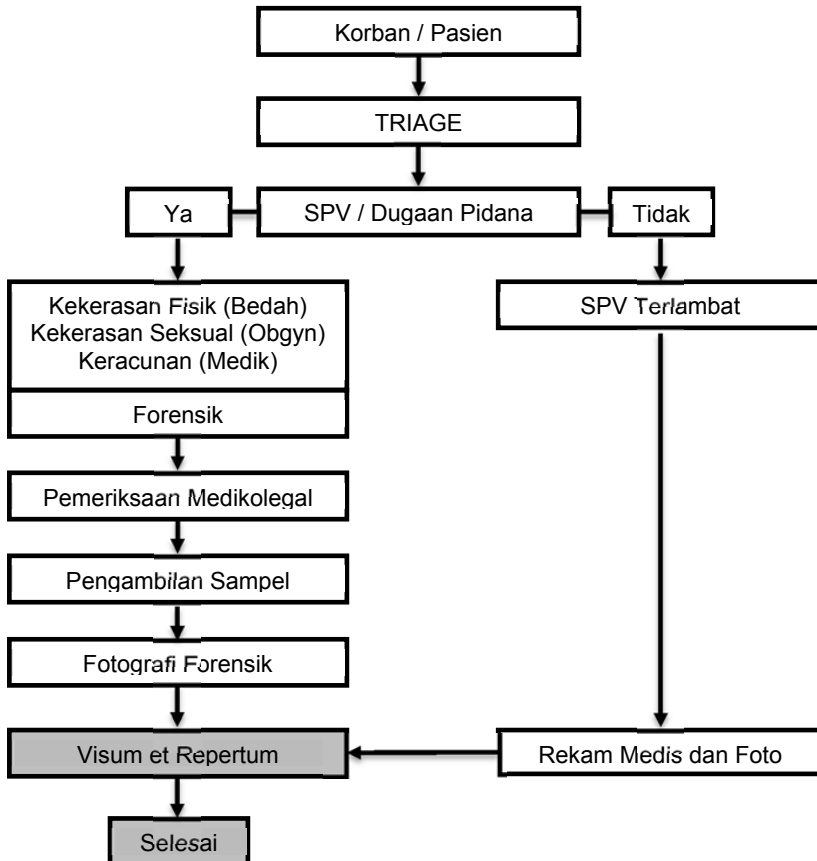 Korban / Pasien
TRIAGE
Ya
SPV / Dugaan Pidana
Tidak
Kekerasan Fisik (Bedah)
Kekerasan Seksual (Obgyn)
Keracunan (Medik)
SPV Terlambat
Forensik
Pemeriksaan Medikolegal
Pengambilan Sampel
Fotografi Forensik
Visum et Repertum
Rekam Medis dan Foto
Selesai